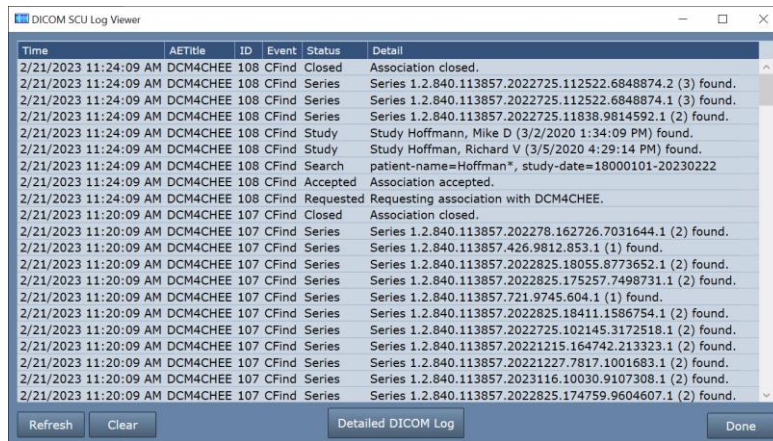 DICOM SCU Log Viewer
Time AETitle ID Event Status Detail
2/21/2023 11:24:09 AM DCM4CHEE 108 CFind Closed Association closed.
2/21/2023 11:24:09 AM DCM4CHEE 108 CFind Series Series 1.2.840.113857.2022725.112522.6848874.2 (3) found.
2/21/2023 11:24:09 AM DCM4CHEE 108 CFind Series Series 1.2.840.113857.2022725.112522.6848874.1 (3) found.
2/21/2023 11:24:09 AM DCM4CHEE 108 CFind Series Series 1.2.840.113857.2022725.11838.9814592.1 (2) found.
2/21/2023 11:24:09 AM DCM4CHEE 108 CFind Study Study Hoffmann, Mike D (3/2/2020 1:34:09 PM) found.
2/21/2023 11:24:09 AM DCM4CHEE 108 CFind Study Study Hoffman, Richard V (3/5/2020 4:29:14 PM) found.
2/21/2023 11:24:09 AM DCM4CHEE 108 CFind Search patient-name=Hoffman*, study-date=18000101-20230222
2/21/2023 11:24:09 AM DCM4CHEE 108 CFind Accepted Association accepted.
2/21/2023 11:24:09 AM DCM4CHEE 108 CFind Requested Requesting association with DCM4CHEE.
2/21/2023 11:20:09 AM DCM4CHEE 107 CFind Closed Association closed.
2/21/2023 11:20:09 AM DCM4CHEE 107 CFind Series Series 1.2.840.113857.202278.162726.7031644.1 (2) found.
2/21/2023 11:20:09 AM DCM4CHEE 107 CFind Series Series 1.2.840.113857.426.9812.853.1 (1) found.
2/21/2023 11:20:09 AM DCM4CHEE 107 CFind Series Series 1.2.840.113857.2022825.18055.8773652.1 (2) found.
2/21/2023 11:20:09 AM DCM4CHEE 107 CFind Series Series 1.2.840.113857.2022825.175257.7498731.1 (2) found.
2/21/2023 11:20:09 AM DCM4CHEE 107 CFind Series Series 1.2.840.113857.721.9745.604.1 (1) found.
2/21/2023 11:20:09 AM DCM4CHEE 107 CFind Series Series 1.2.840.113857.2022825.18411.1586754.1 (2) found.
2/21/2023 11:20:09 AM DCM4CHEE 107 CFind Series Series 1.2.840.113857.2022725.102145.3172518.1 (2) found.
2/21/2023 11:20:09 AM DCM4CHEE 107 CFind Series Series 1.2.840.113857.20221215.164742.213323.1 (2) found.
2/21/2023 11:20:09 AM DCM4CHEE 107 CFind Series Series 1.2.840.113857.20221227.7817.1001683.1 (2) found.
2/21/2023 11:20:09 AM DCM4CHEE 107 CFind Series Series 1.2.840.113857.2023116.10030.9107308.1 (2) found.
2/21/2023 11:20:09 AM DCM4CHEE 107 CFind Series Series 1.2.840.113857.2022825.174759.9604607.1 (2) found.
Refresh Clear Detailed DICOM Log Done